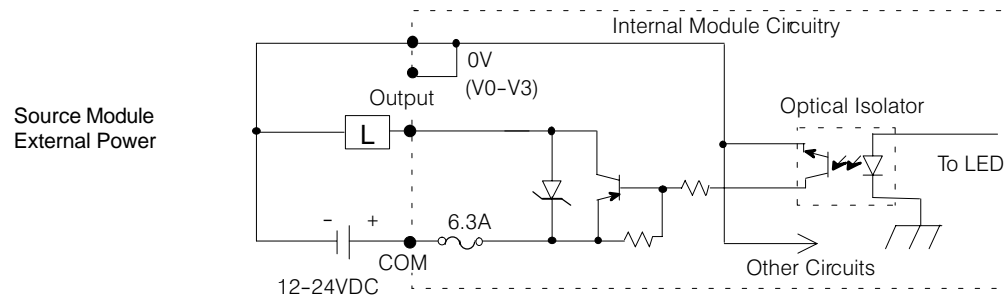 Internal Module Circuitry
0V
(V0-V3)
Output
Optical Isolator
Source Module
External Power
L
To LED
- +
6.3A
COM
Other Circuits
12-24VDC